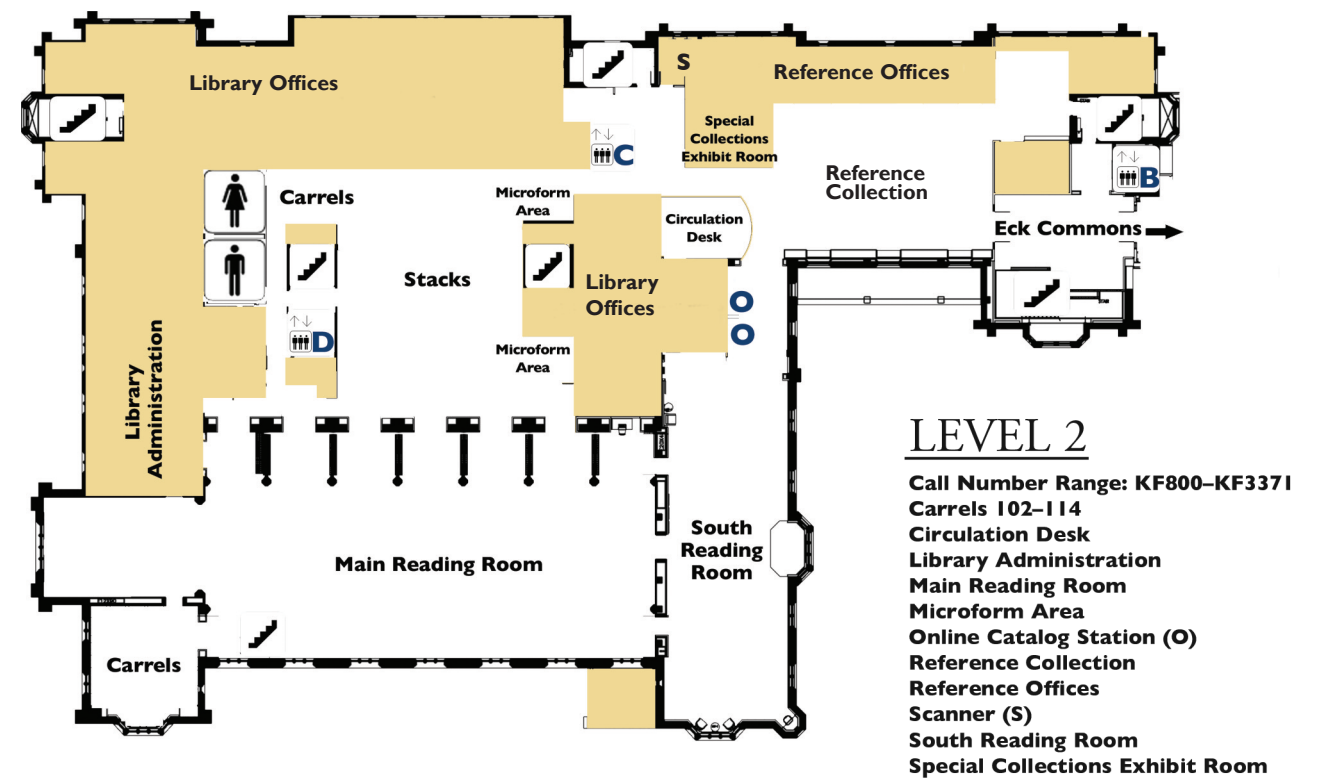 Library Offices
S
Reference Offices
Special
Collections
Exhibit Room
C
B
Reference
Collection
Carrels
Microform
Area
Circulation
Desk
Eck Commons
Stacks
Library
Offices
O
O
D
Microform
Area
Library
Administration
LEVEL 2
Call Number Range: KF800–KF3371
Carrels 102–114
Circulation Desk
Library Administration
Main Reading Room
Microform Area
Online Catalog Station (O)
Reference Collection
Reference Offices
Scanner (S)
South Reading Room
Special Collections Exhibit Room
South
Reading
Room
Main Reading Room
Carrels